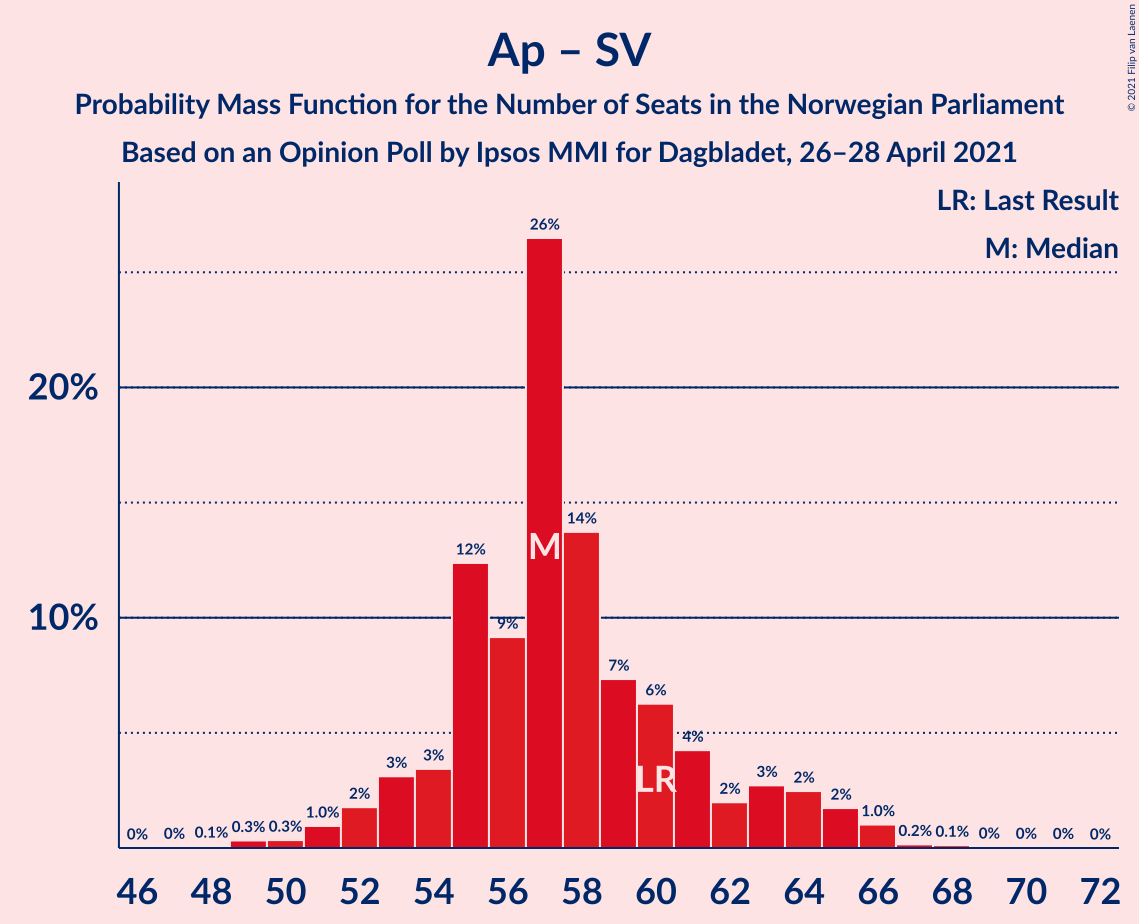 Ap – SV
Probability Mass Function for the Number of Seats in the Norwegian Parliament
Based on an Opinion Poll by Ipsos MMI for Dagbladet, 26–28 April 2021
© 2021 Filip van Laenen
LR: Last Result
M: Median
20%
10%
0% 0% 0.1% 0.3% 0.3% 1.0% 2% 3% 3% 12% 9% 26% 14% 7% 6% 4% 2% 3% 2% 2% 1.0% 0.2% 0.1% 0% 0% 0% 0%
M
LR
46 48 50 52 54 56 58 60 62 64 66 68 70 72